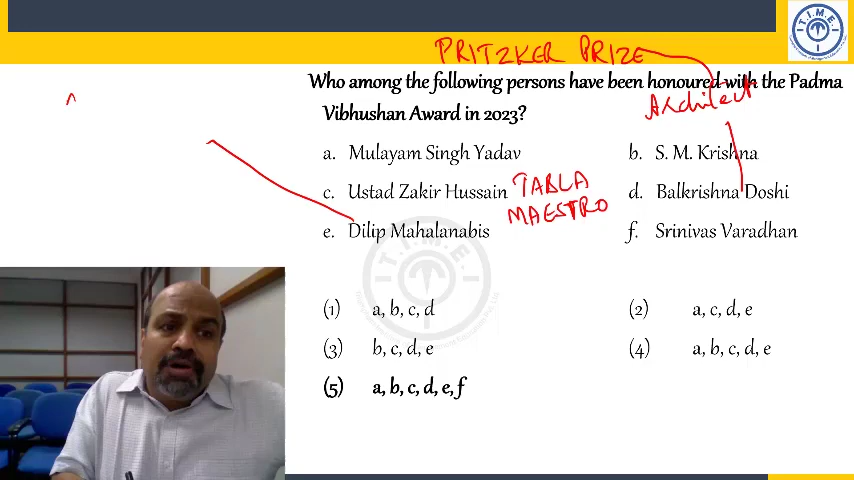 T.I.M.E.
PRITZKER PRIZE
Who among the following persons have been honoured with the Padma
Architect
Vibhushan Award in 2023?
a. Mulayam Singh Yadav
b. S. M. Krishna
c. Ustad Zakir Hussain TABLA
d. Balkrishna Doshi
MAESTRO
e. Dilip Mahalanabis
f. Srinivas Varadhan
T.I.M.E.
(1) a, b, c, d
(2) a, c, d, e
(3) b, c, d, e
(4) a, b, c, d, e
(5) a, b, c, d, e, f